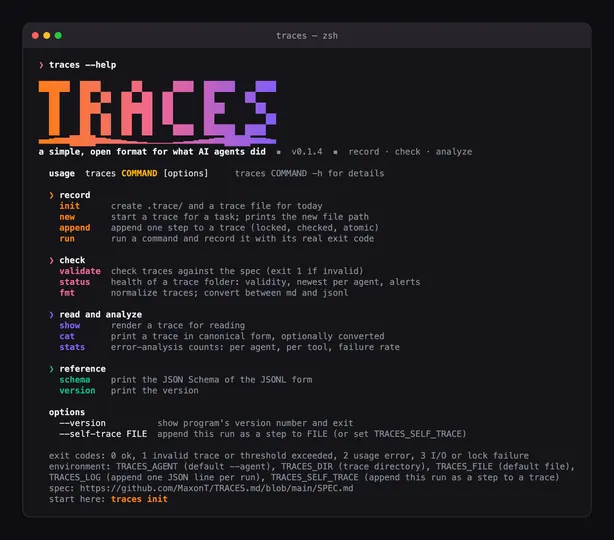 traces — zsh
❯ traces --help
TRACES
a simple, open format for what AI agents did ▪ v0.1.4 ▪ record · check · analyze
usage traces COMMAND [options] traces COMMAND -h for details
❯ record
init create .trace/ and a trace file for today
new start a trace for a task; prints the new file path
append append one step to a trace (locked, checked, atomic)
run run a command and record it with its real exit code
❯ check
validate check traces against the spec (exit 1 if invalid)
status health of a trace folder: validity, newest per agent, alerts
fmt normalize traces; convert between md and jsonl
❯ read and analyze
show render a trace for reading
cat print a trace in canonical form, optionally converted
stats error-analysis counts: per agent, per tool, failure rate
❯ reference
schema print the JSON Schema of the JSONL form
version print the version
options
--version show program's version number and exit
--self-trace FILE append this run as a step to FILE (or set TRACES_SELF_TRACE)
exit codes: 0 ok, 1 invalid trace or threshold exceeded, 2 usage error, 3 I/O or lock failure
environment: TRACES_AGENT (default --agent), TRACES_DIR (trace directory), TRACES_FILE (default file),
TRACES_LOG (append one JSON line per run), TRACES_SELF_TRACE (append this run as a step to a trace)
spec: https://github.com/MaxonT/TRACES.md/blob/main/SPEC.md
start here: traces init